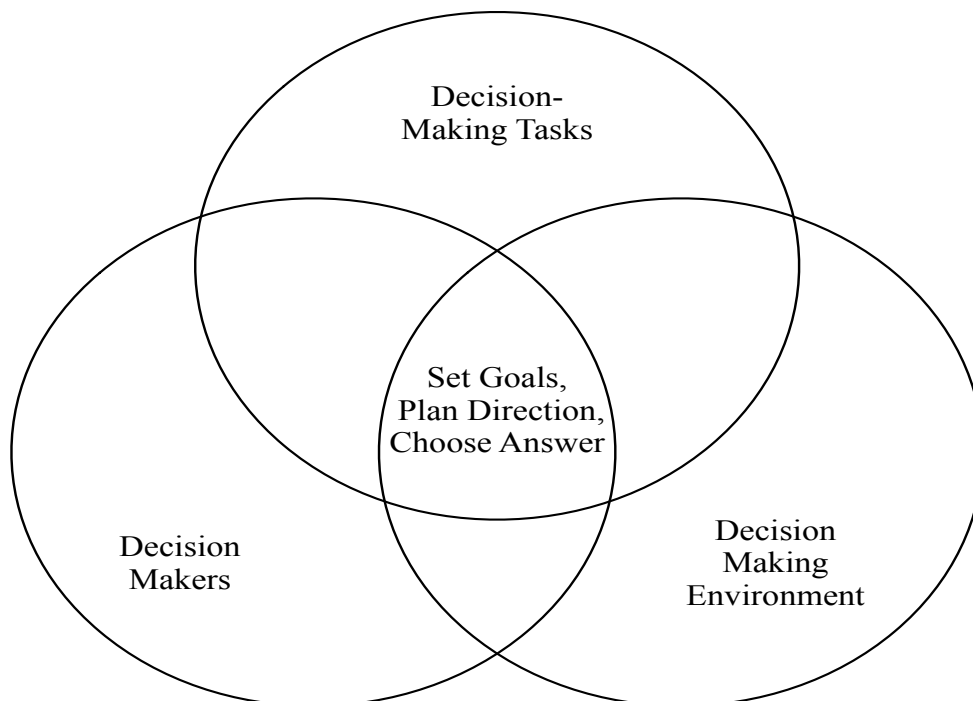 Decision-
Making Tasks
Set Goals,
Plan Direction,
Choose Answer
Decision
Makers
Decision
Making
Environment